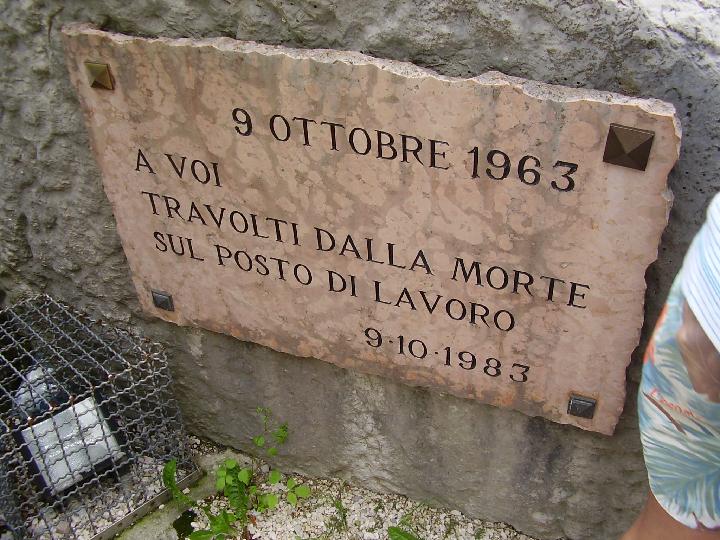 9 OTTOBRE 1963
A VOI
TRAVOLTI DALLA MORTE
SUL POSTO DI LAVORO
9-10-1983